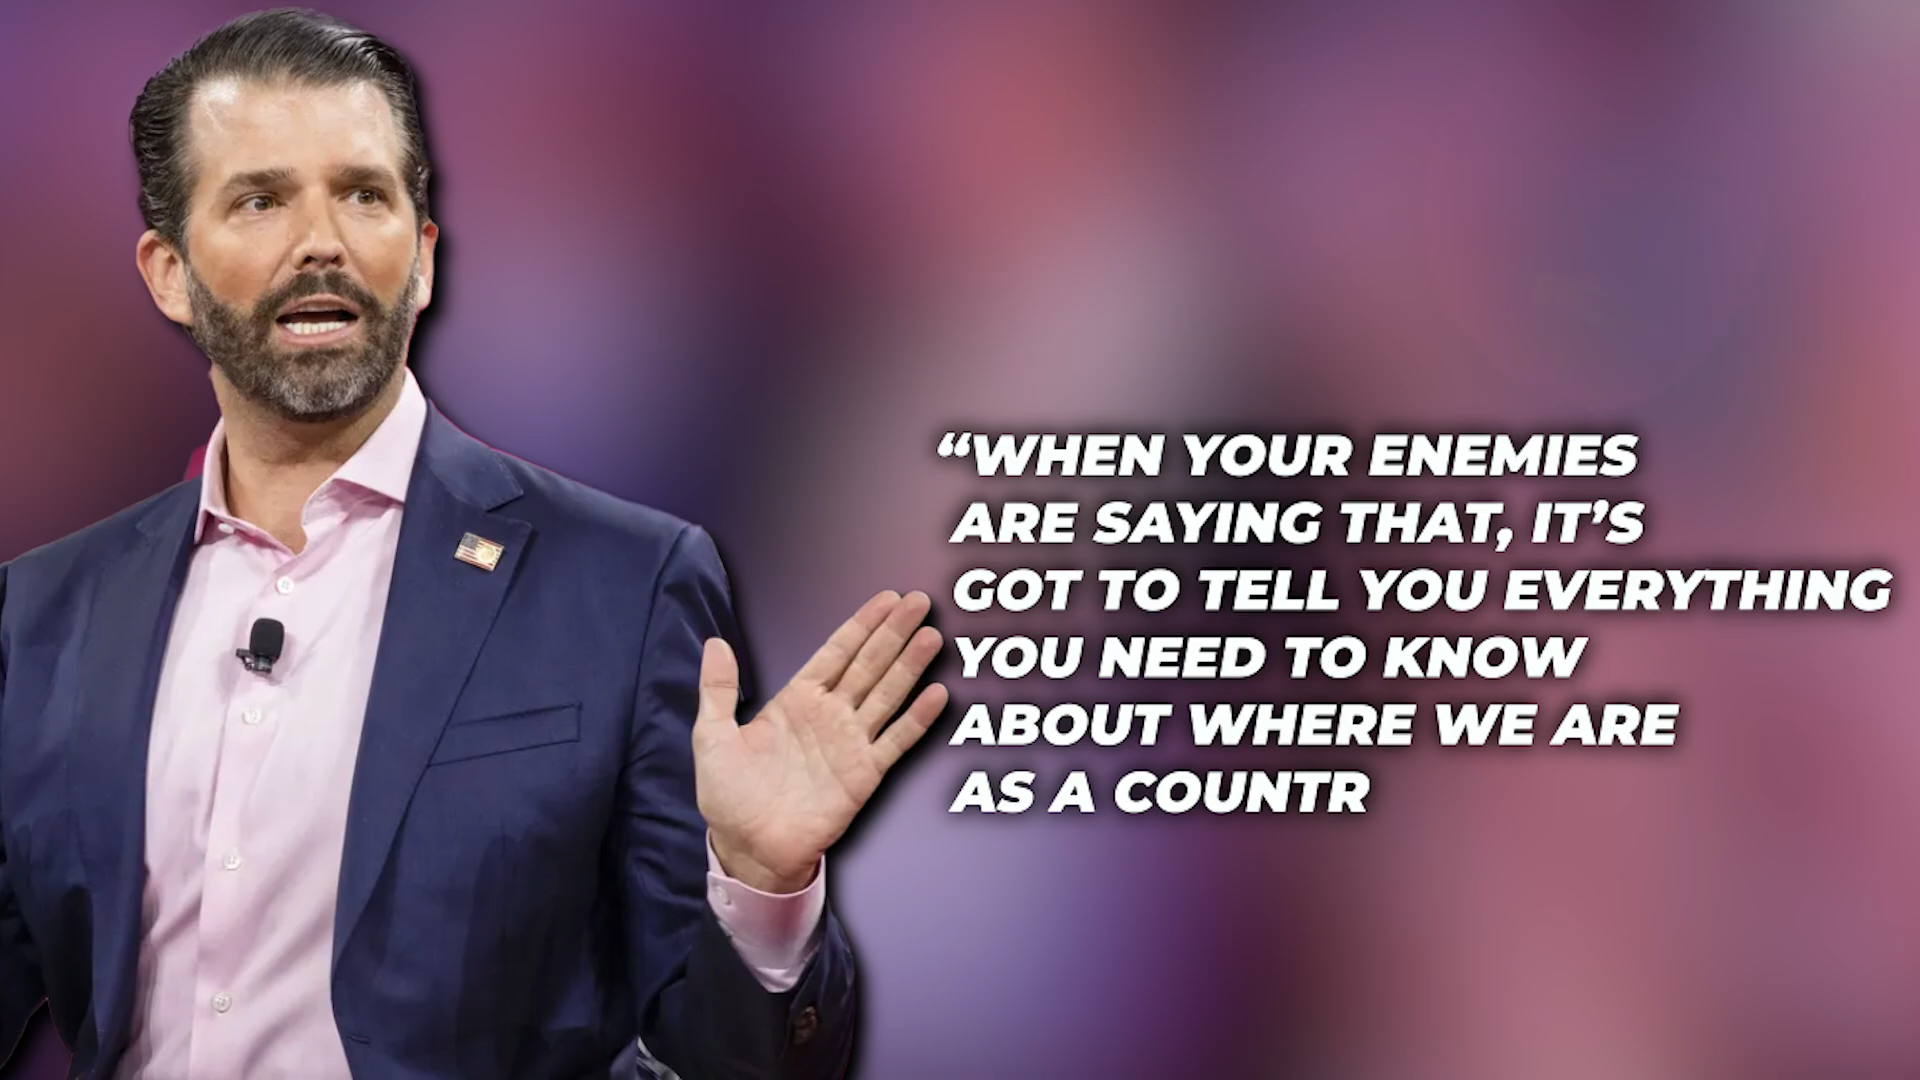 “WHEN YOUR ENEMIES
ARE SAYING THAT, IT’S
GOT TO TELL YOU EVERYTHING
YOU NEED TO KNOW
ABOUT WHERE WE ARE
AS A COUNTR